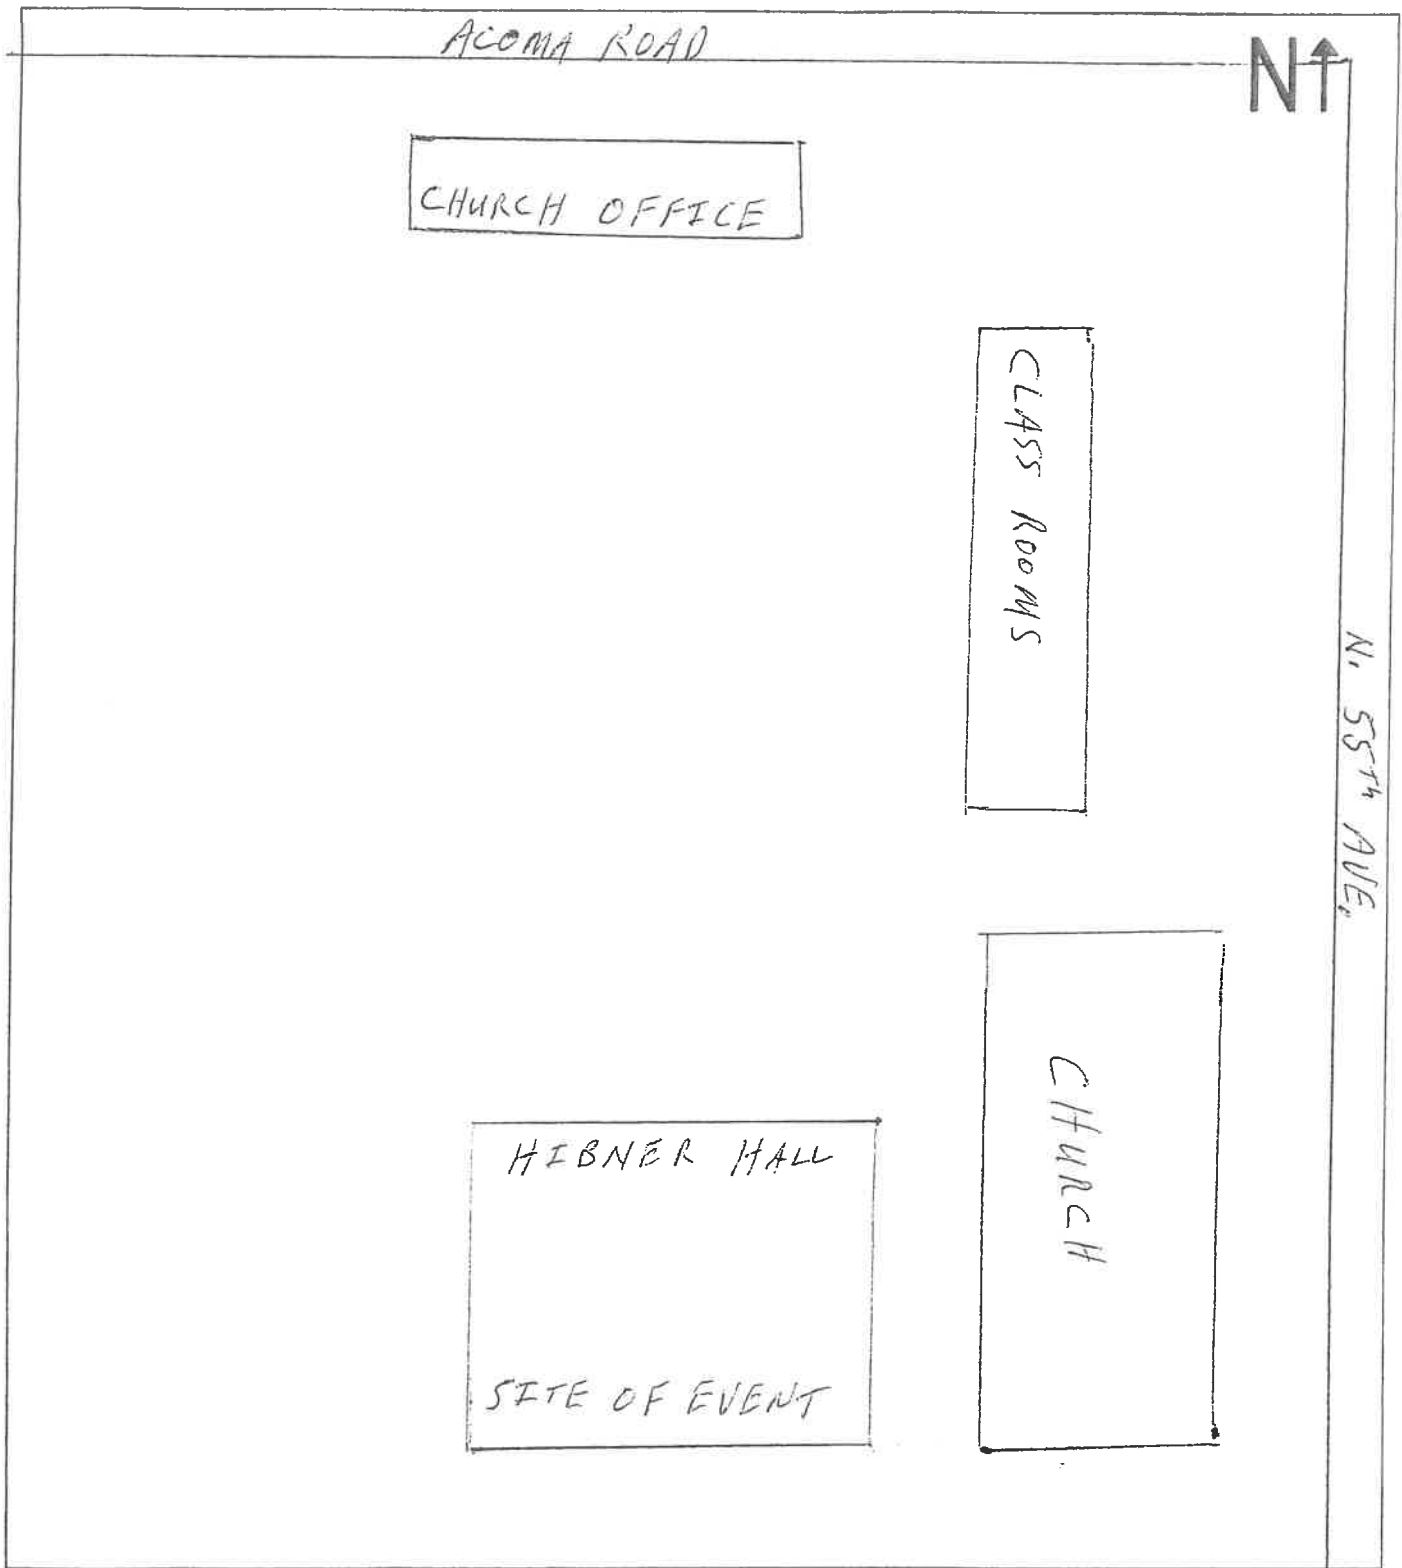 ACOMA ROAD
N↑
CHURCH OFFICE
CLASS ROOMS
N. 55Th AVE.
CHURCH
HIBNER HALL
SITE OF EVENT